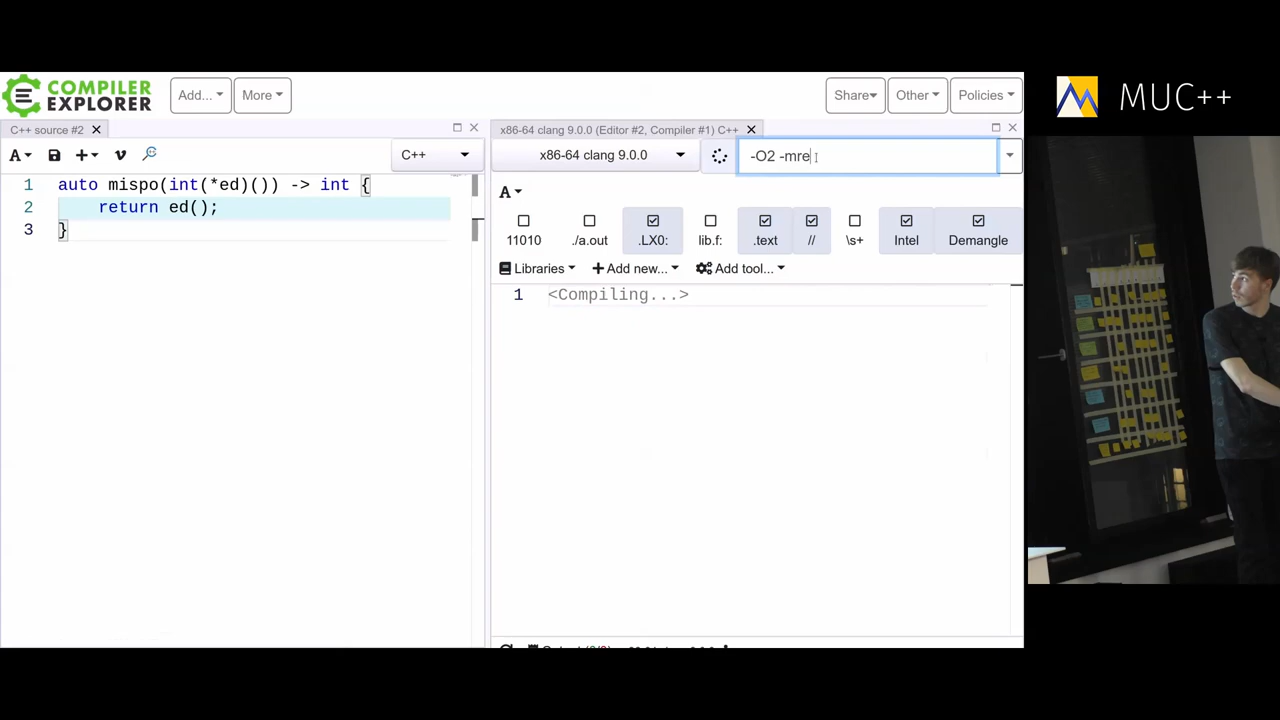 COMPILER
EXPLORER
Add...
More
Share
Other
Policies
MUC++
C++ source #2
x86-64 clang 9.0.0 (Editor #2, Compiler #1) C++
A
C++
x86-64 clang 9.0.0
-O2 -mre
1 auto mispo(int(*ed)()) -> int {
2 return ed();
3 }
A
11010
./a.out
.LX0:
lib.f:
.text
//
\s+
Intel
Demangle
Libraries
Add new...
Add tool...
1 <Compiling...>